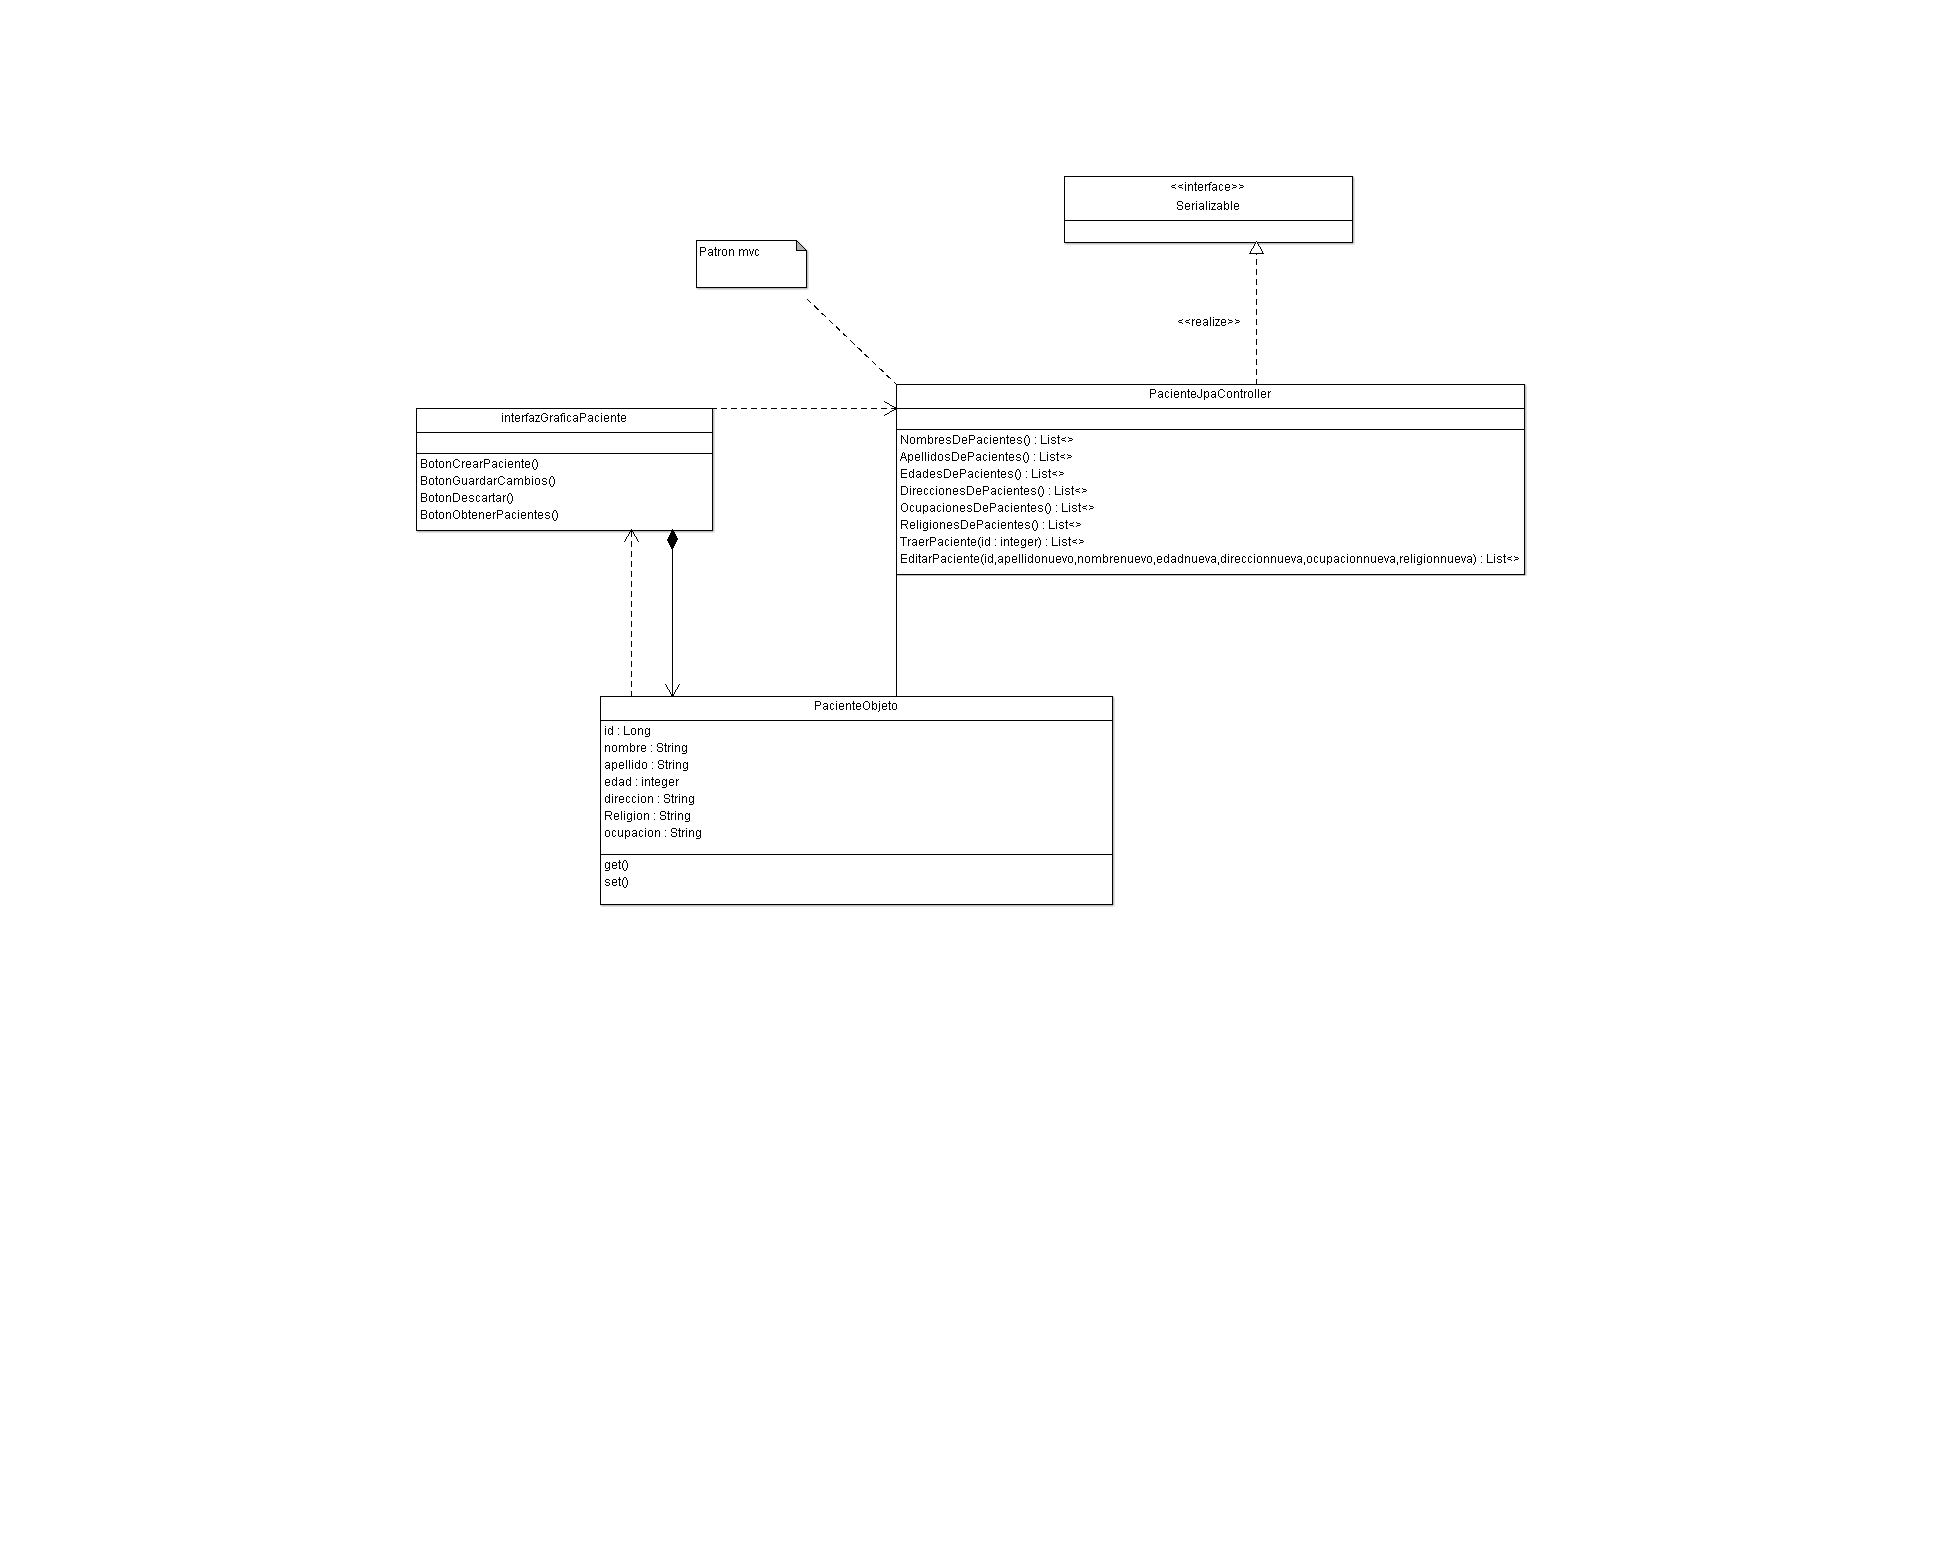 <<interface>>
Serializable
Patron mvc
<<realize>>
PacienteJpaController
NombresDePacientes() : List<>
ApellidosDePacientes() : List<>
EdadesDePacientes() : List<>
DireccionesDePacientes() : List<>
OcupacionesDePacientes() : List<>
ReligionesDePacientes() : List<>
TraerPaciente(id : integer) : List<>
EditarPaciente(id,apellidonuevo,nombrenuevo,edadnueva,direccionnueva,ocupacionnueva,religionnueva) : List<>
interfazGraficaPaciente
BotonCrearPaciente()
BotonGuardarCambios()
BotonDescartar()
BotonObtenerPacientes()
PacienteObjeto
id : Long
nombre : String
apellido : String
edad : integer
direccion : String
Religion : String
ocupacion : String
get()
set()